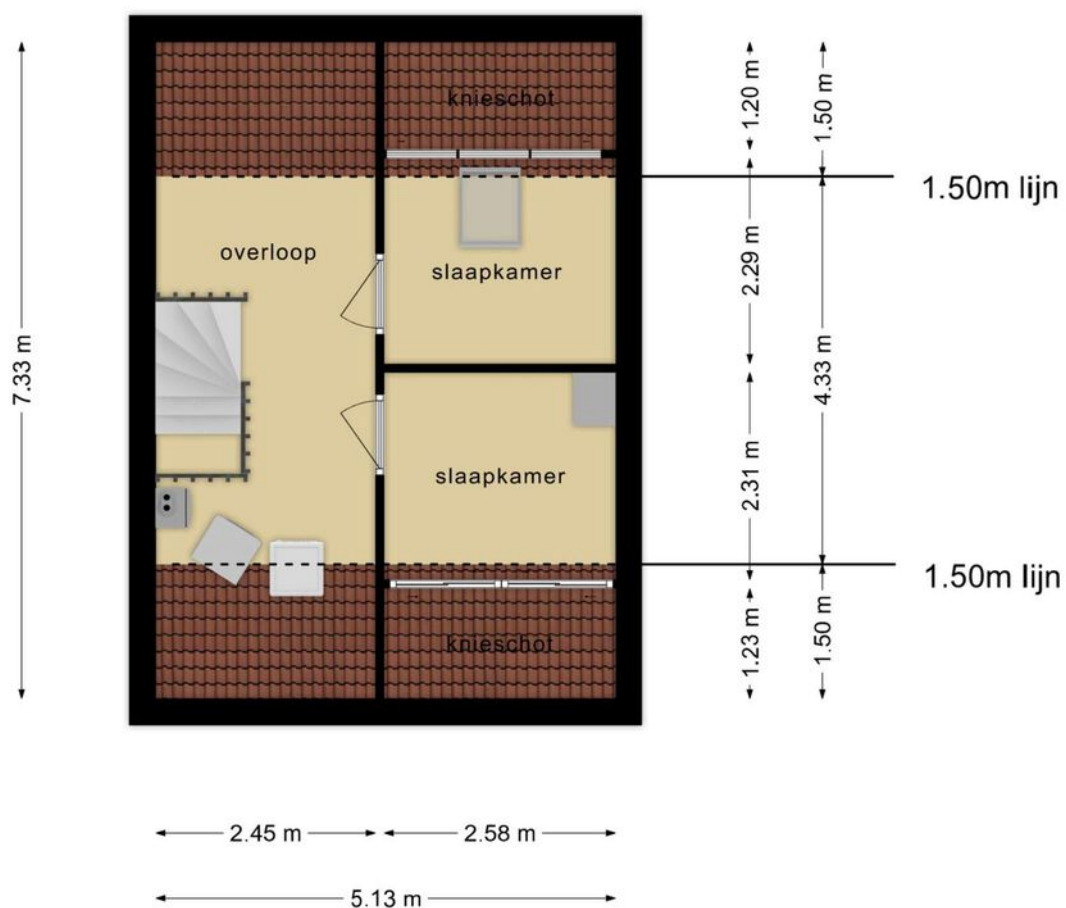 knieschot
1.20 m
1.50 m
1.50m lijn
overloop
slaapkamer
2.29 m
7.33 m
4.33 m
slaapkamer
2.31 m
1.50m lijn
knieschot
1.23 m
1.50 m
2.45 m
2.58 m
5.13 m